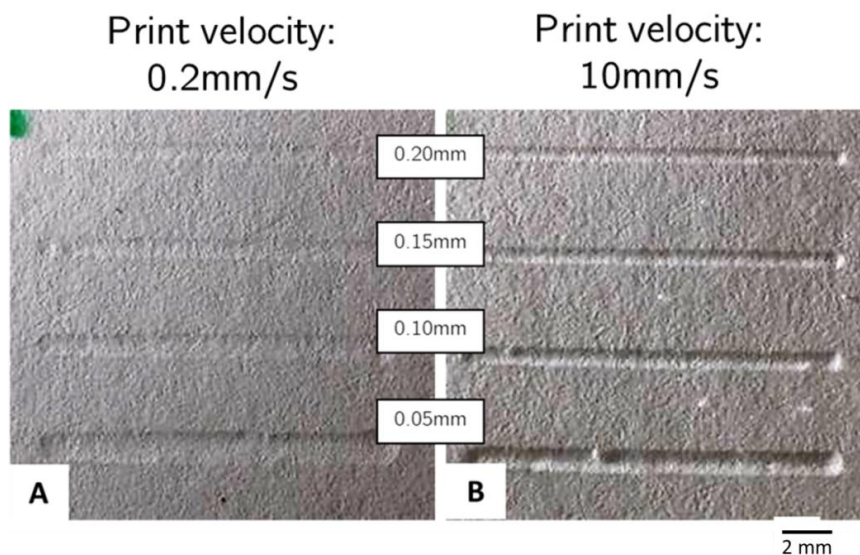 Print velocity:
0.2mm/s
Print velocity:
10mm/s
0.20mm
0.15mm
0.10mm
0.05mm
A
B
2 mm